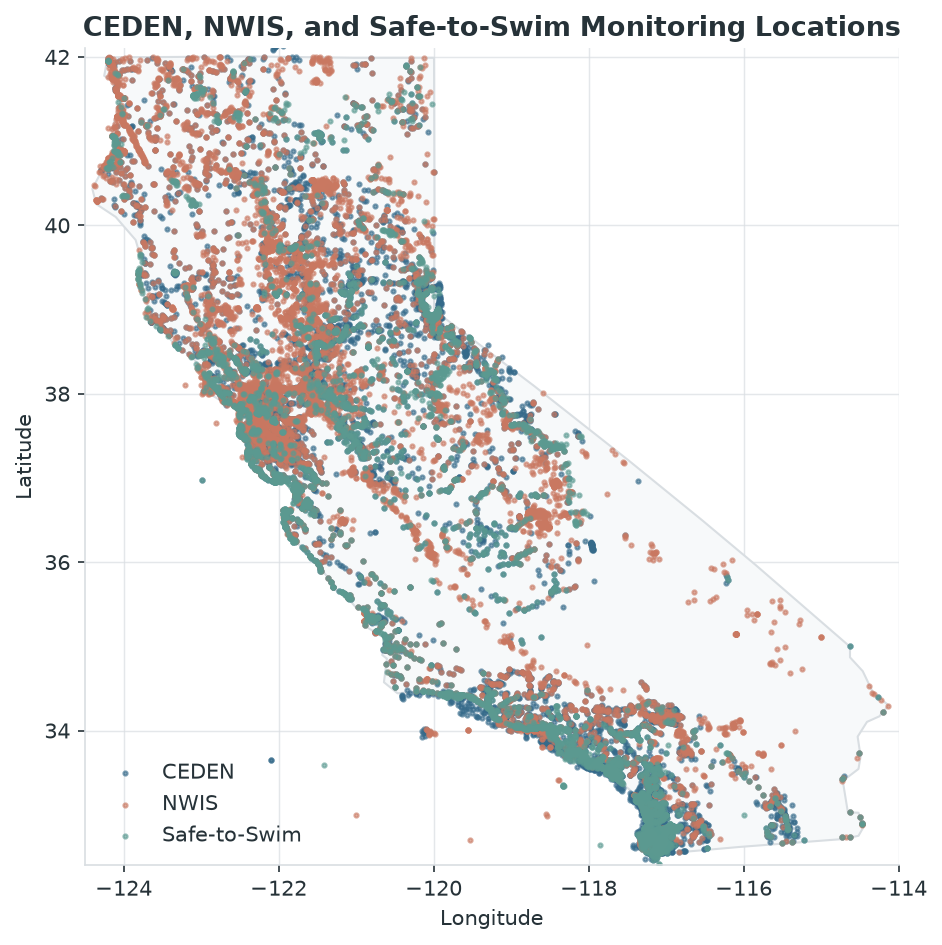 CEDEN, NWIS, and Safe-to-Swim Monitoring Locations
42
40
38
36
34
Latitude
CEDEN
NWIS
Safe-to-Swim
−124
−122
−120
−118
−116
−114
Longitude